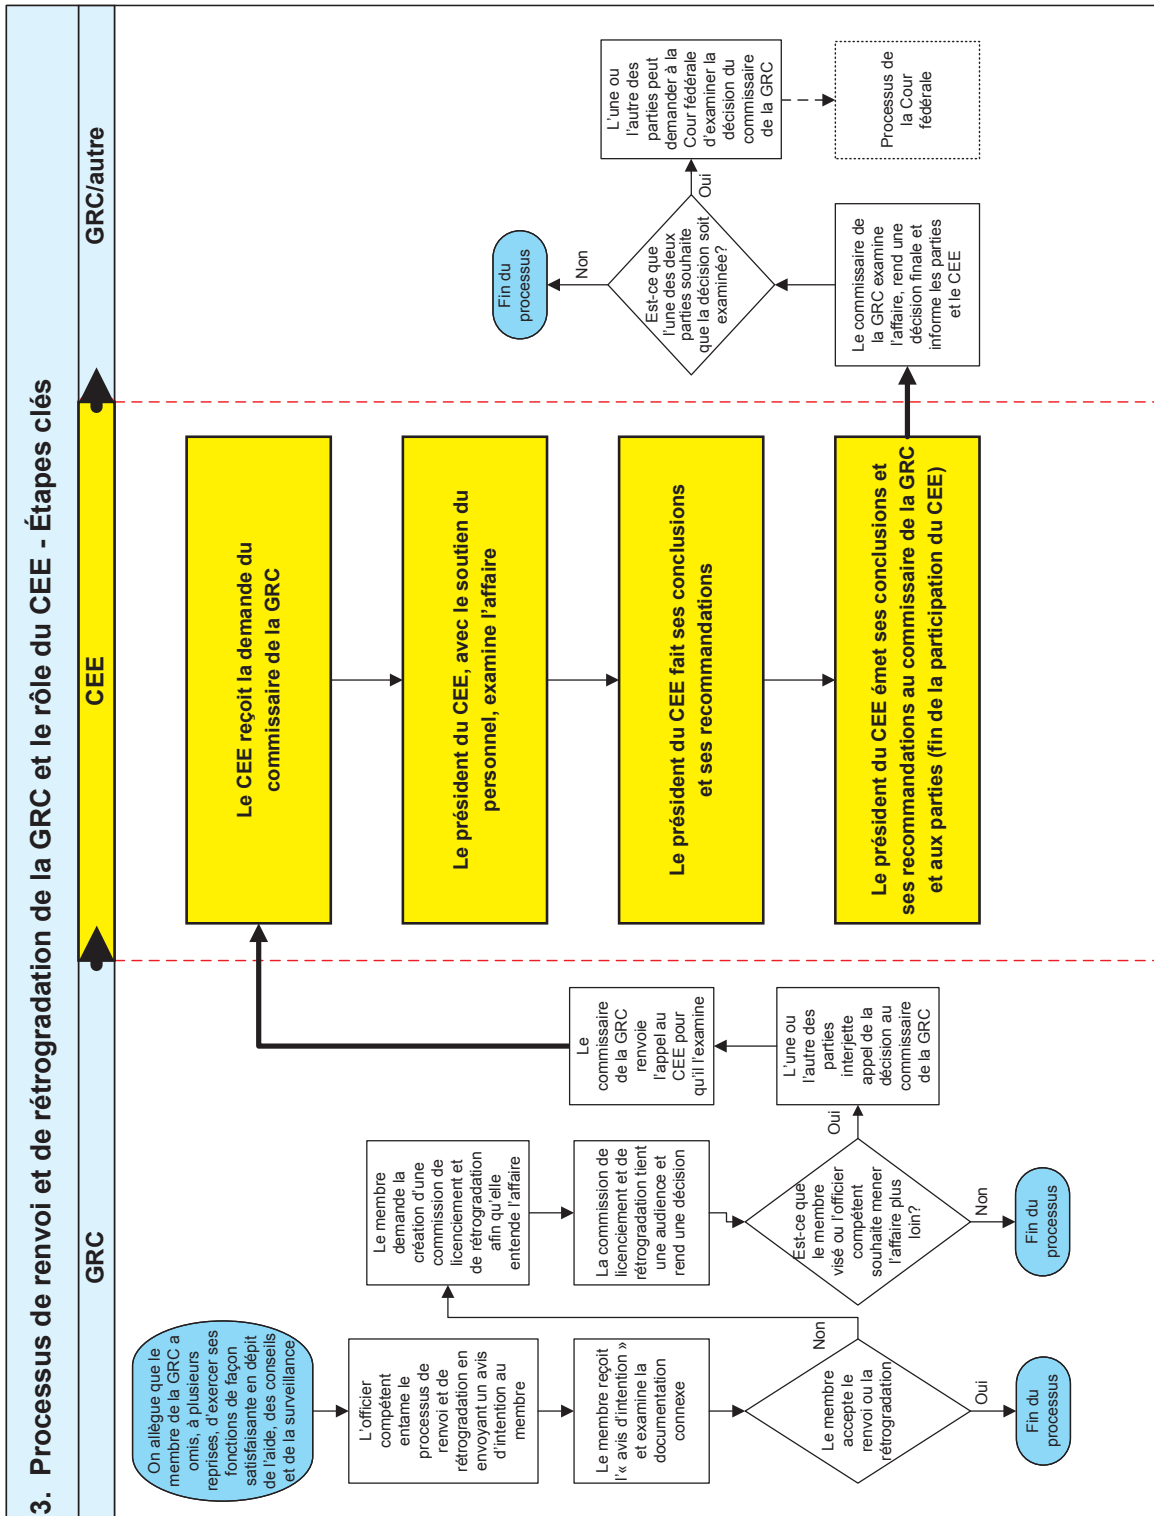 3. Processus de renvoi et de rétrogradation de la GRC et le rôle du CEE - Étapes clés
GRC
CEE
GRC/autre
On allègue que le
membre de la GRC a
omis, à plusieurs
reprises, d'exercer ses
fonctions de façon
satisfaisante en dépit
de l'aide, des conseils
et de la surveillance
L'officier
compétent
entame le
processus de
renvoi et de
rétrogradation en
envoyant un avis
d'intention au
membre
Le membre reçoit
l'« avis d'intention »
et examine la
documentation
connexe
Le membre
accepte le
renvoi ou la
rétrogradation
Oui
Fin du
processus
Non
Le membre
demande la
création d'une
commission de
licenciement et
de rétrogradation
afin qu'elle
entende l'affaire
La commission de
licenciement et de
rétrogradation tient
une audience et
rend une décision
Est-ce que
le membre
visé ou l'officier
compétent
souhaite mener
l'affaire plus
loin?
Non
Fin du
processus
Oui
L'une ou
l'autre des
parties
interjette
appel de la
décision au
commissaire
de la GRC
Le
commissaire
de la GRC
renvoie
l'appel au
CEE pour
qu'il l'examine
Le CEE reçoit la demande du
commissaire de la GRC
Le président du CEE, avec le soutien du
personnel, examine l'affaire
Le président du CEE fait ses conclusions
et ses recommandations
Le président du CEE émet ses conclusions et
ses recommandations au commissaire de la GRC
et aux parties (fin de la participation du CEE)
Le commissaire de
la GRC examine
l'affaire, rend une
décision finale et
informe les parties
et le CEE
Est-ce que
l'une des deux
parties souhaite
que la décision soit
examinée?
Non
Fin du
processus
Oui
L'une ou
l'autre des
parties peut
demander à la
Cour fédérale
d'examiner la
décision du
commissaire
de la GRC
Processus de
la Cour
fédérale